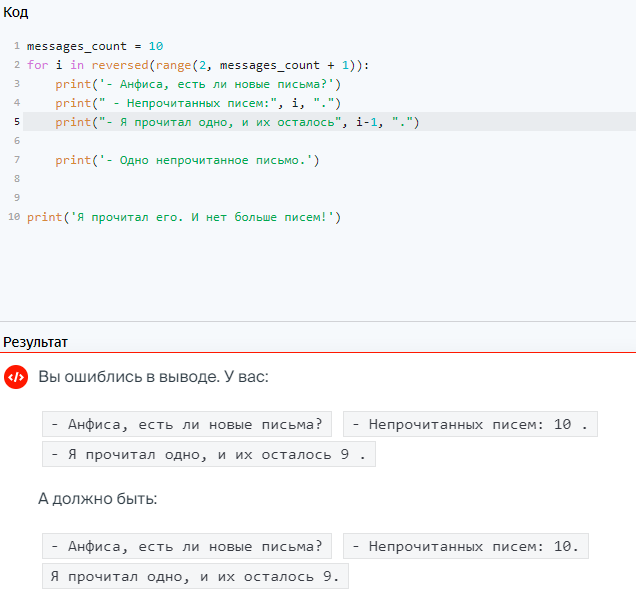 Код
1 messages_count = 10
2 for i in reversed(range(2, messages_count + 1)):
3     print('- Анфиса, есть ли новые письма?')
4     print(" - Непрочитанных писем:", i, ".")
5     print("- Я прочитал одно, и их осталось", i-1, ".")
6
7     print('- Одно непрочитанное письмо.')
8
9
10 print('Я прочитал его. И нет больше писем!')
Результат
</> Вы ошиблись в выводе. У вас:
- Анфиса, есть ли новые письма? - Непрочитанных писем: 10 .
- Я прочитал одно, и их осталось 9 .
А должно быть:
- Анфиса, есть ли новые письма? - Непрочитанных писем: 10.
Я прочитал одно, и их осталось 9.